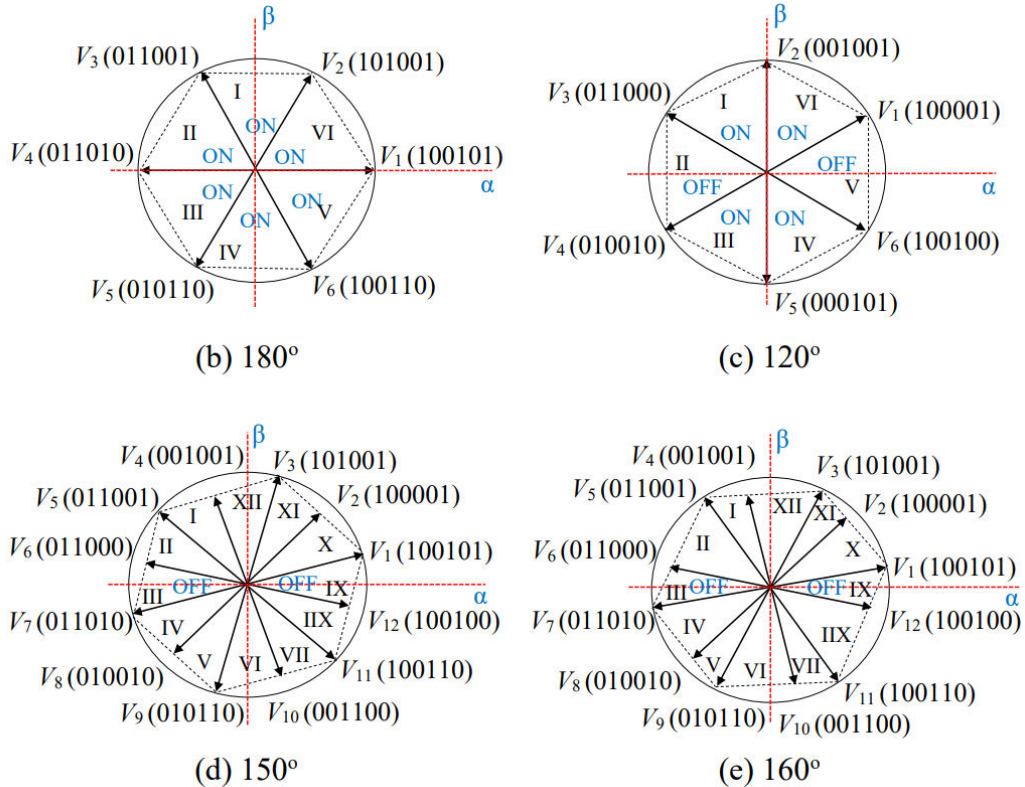 β
β
V3 (011001)
V2 (101001)
V2 (001001)
I
ON
II
VI
ON
ON
V4 (011010)
V1 (100101)
α
ON
ON
III
ON
V
IV
V5 (010110)
V6 (100110)
V3 (011000)
I
VI
V1 (100001)
ON
ON
II
OFF
OFF
V
α
ON
ON
V4 (010010)
III
IV
V6 (100100)
V5 (000101)
(b) 180º
(c) 120º
β
V4 (001001)
V3 (101001)
V5 (011001)
XII
V2 (100001)
I
XI
II
X
V6 (011000)
V1 (100101)
OFF
OFF
α
III
IX
V7 (011010)
V12 (100100)
IV
IIX
V
VI
VII
V8 (010010)
V11 (100110)
V9 (010110)
V10 (001100)
(d) 150º
β
V4 (001001)
V3 (101001)
V5 (011001)
I
XII
XI
V2 (100001)
II
X
V6 (011000)
V1 (100101)
OFF
OFF
α
III
IX
V7 (011010)
V12 (100100)
IV
IIX
V
VI
VII
V8 (010010)
V11 (100110)
V9 (010110)
V10 (001100)
(e) 160º